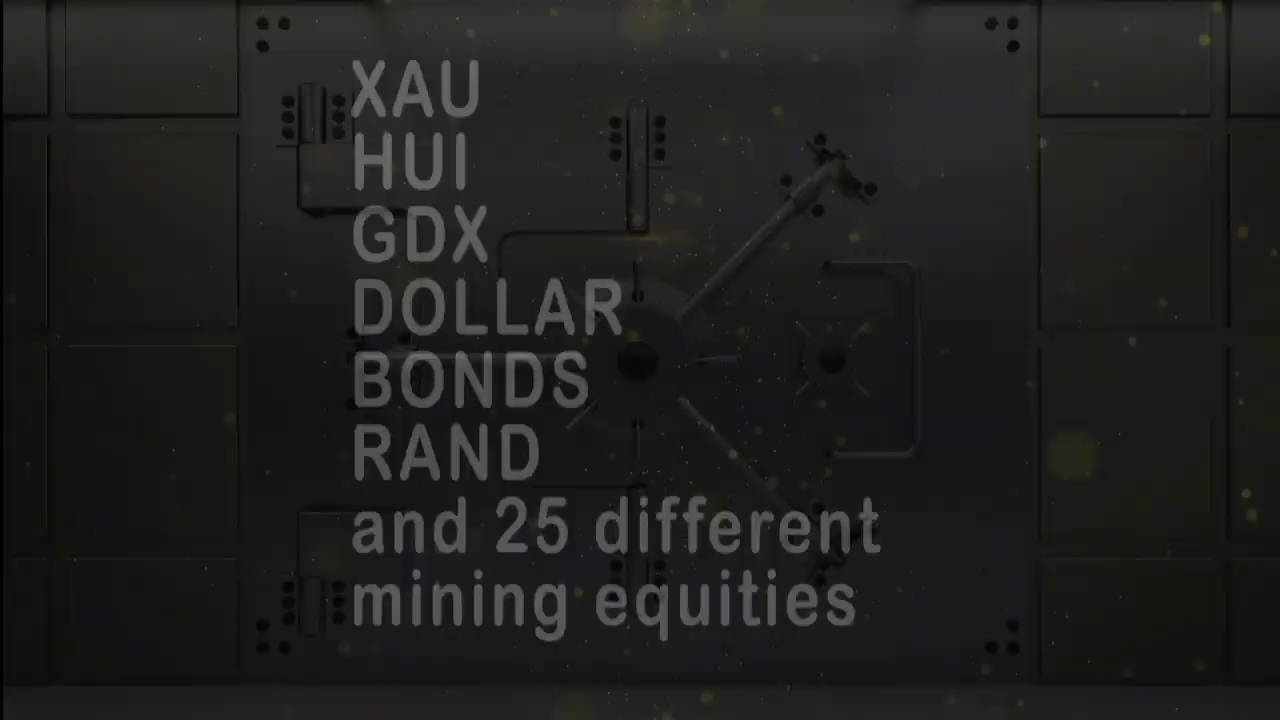 XAU
HUI
GDX
DOLLAR
BONDS
RAND
and 25 different
mining equities